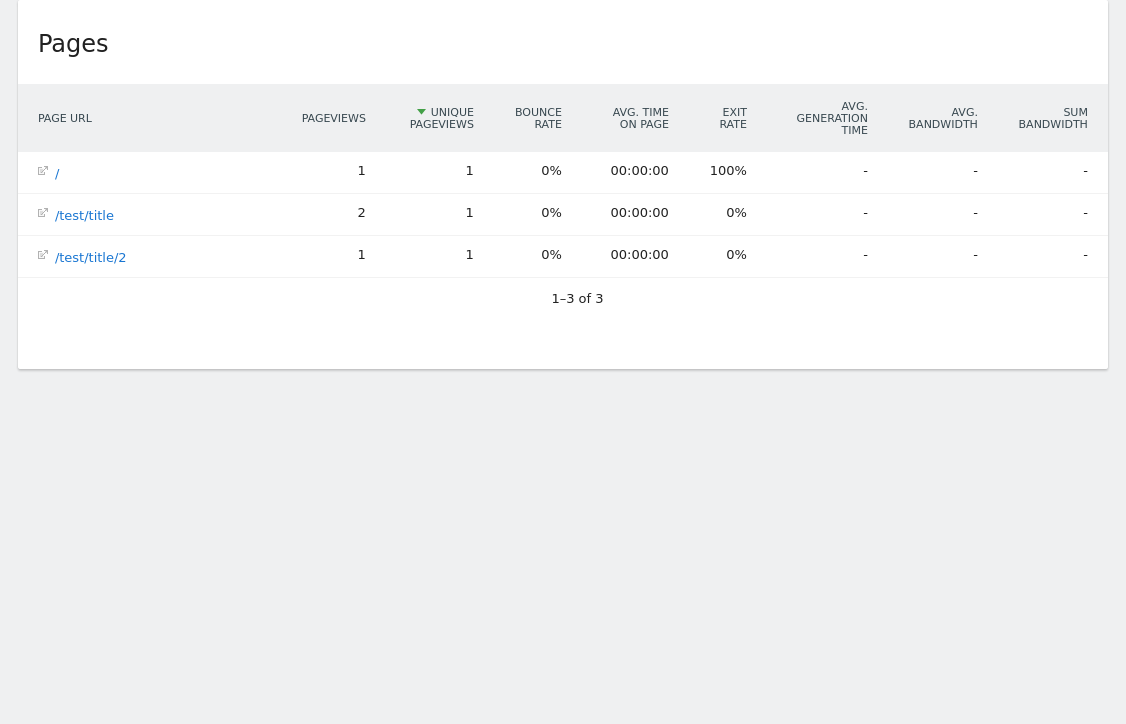 Pages
PAGE URL PAGEVIEWS UNIQUE PAGEVIEWS BOUNCE RATE AVG. TIME ON PAGE EXIT RATE AVG. GENERATION TIME AVG. BANDWIDTH SUM BANDWIDTH
/ 1 1 0% 00:00:00 100% - - -
/test/title 2 1 0% 00:00:00 0% - - -
/test/title/2 1 1 0% 00:00:00 0% - - -
1–3 of 3